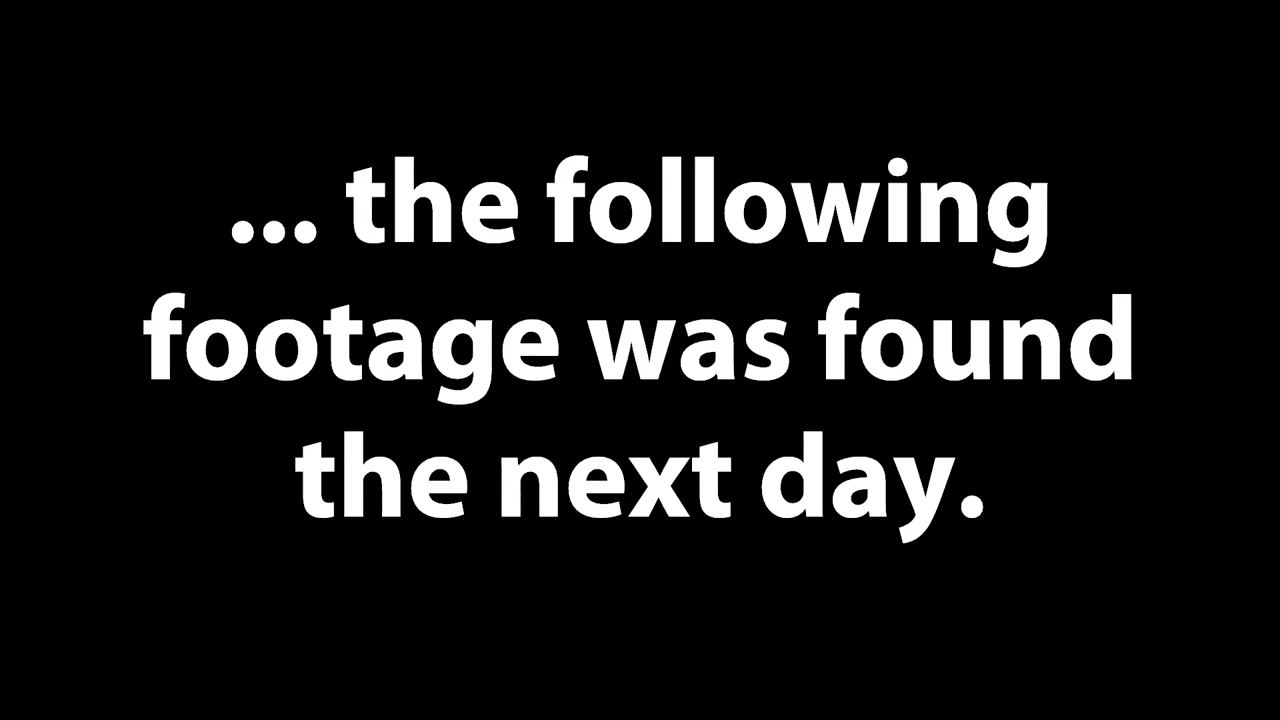 ... the following
footage was found
the next day.